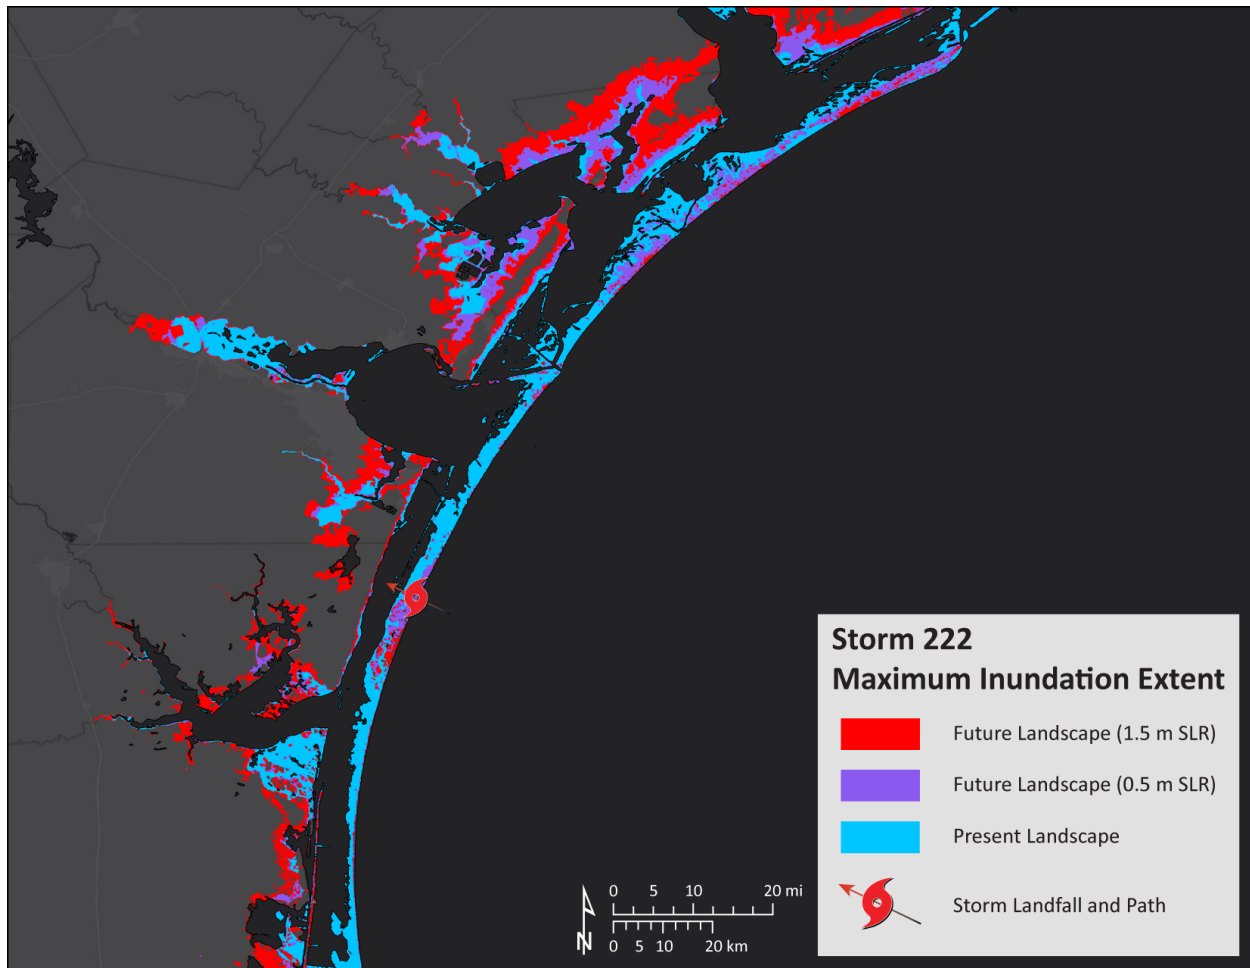 Storm 222
Maximum Inundation Extent
Future Landscape (1.5 m SLR)
Future Landscape (0.5 m SLR)
Present Landscape
Storm Landfall and Path
0 5 10 20 mi
0 5 10 20 km
N